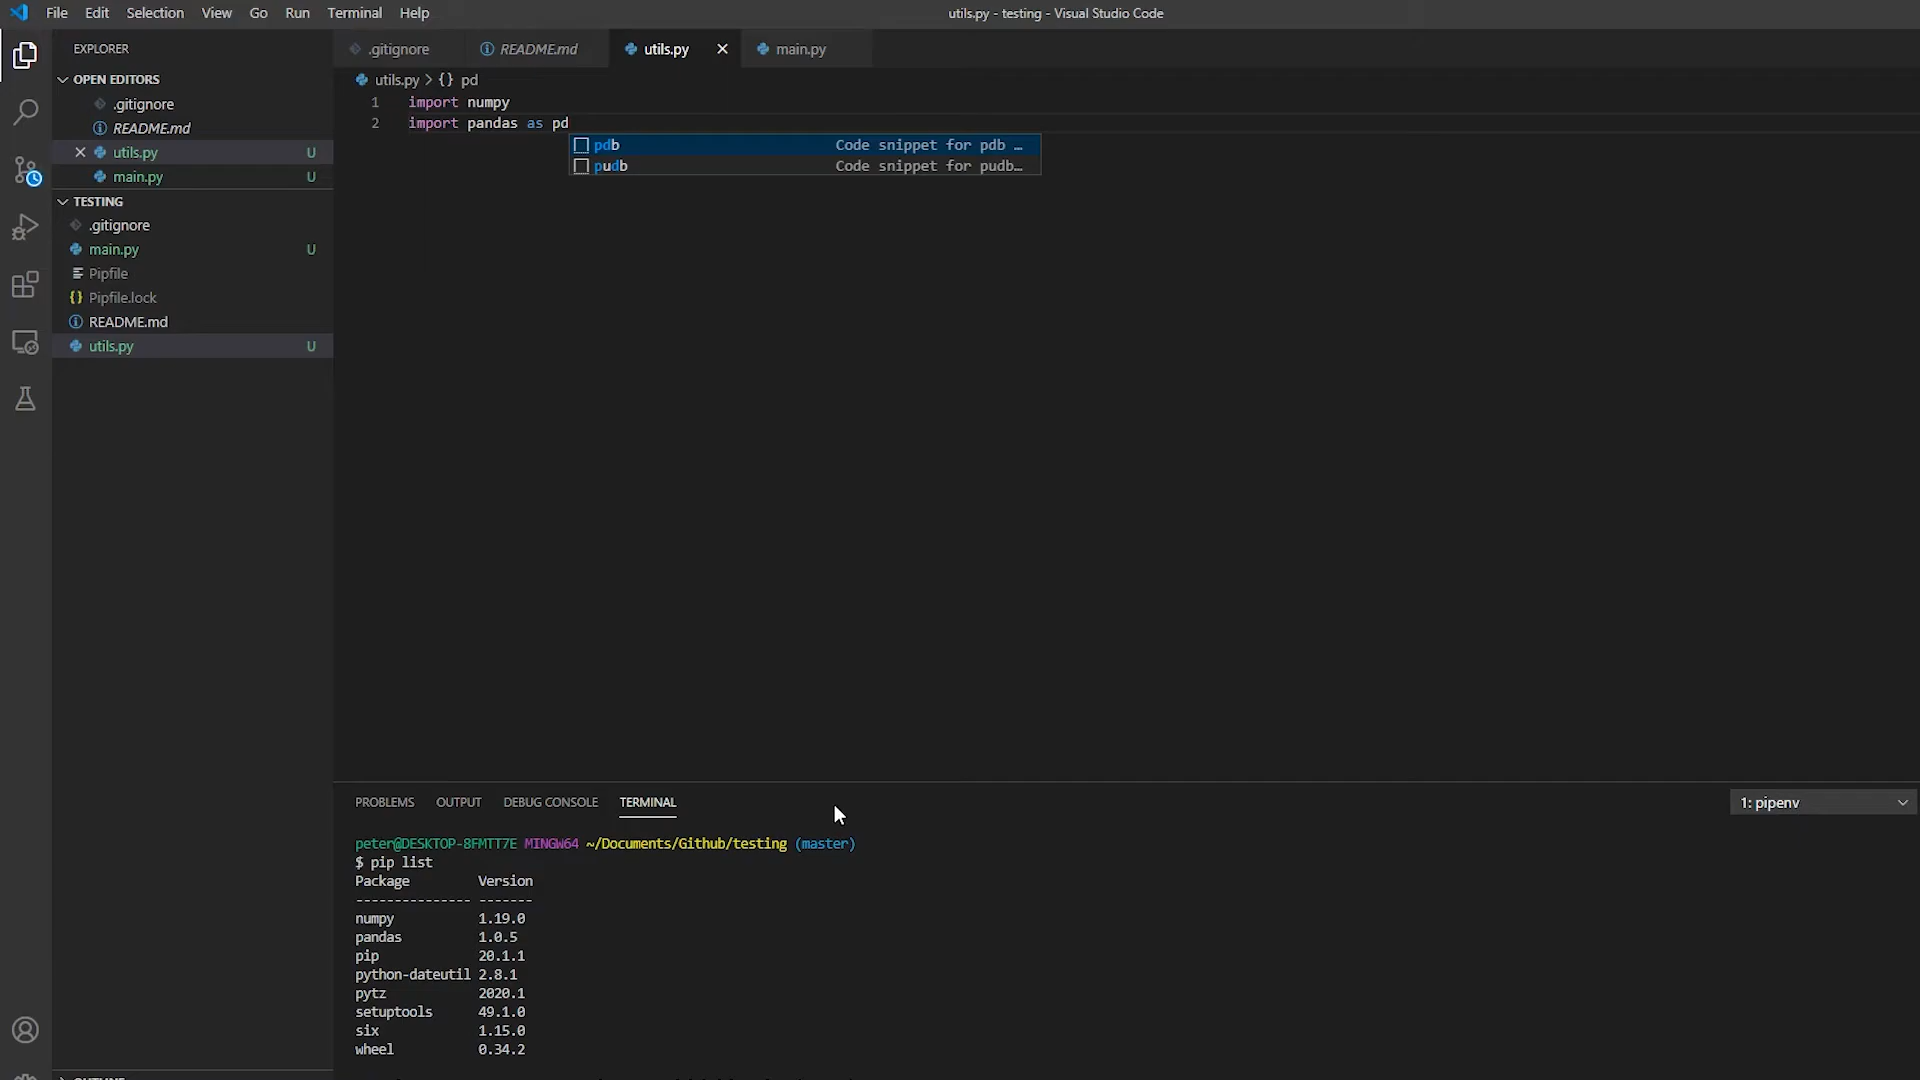 File Edit Selection View Go Run Terminal Help
utils.py - testing - Visual Studio Code
EXPLORER
OPEN EDITORS
.gitignore
README.md
utils.py U
main.py U
TESTING
.gitignore
main.py U
Pipfile
Pipfile.lock
README.md
utils.py U
.gitignore README.md utils.py main.py
utils.py > {} pd
1 import numpy
2 import pandas as pd
pdb Code snippet for pdb …
pudb Code snippet for pudb…
PROBLEMS OUTPUT DEBUG CONSOLE TERMINAL
1: pipenv
peter@DESKTOP-8FMTT7E MINGW64 ~/Documents/Github/testing (master)
$ pip list
Package Version
--------------- -------
numpy 1.19.0
pandas 1.0.5
pip 20.1.1
python-dateutil 2.8.1
pytz 2020.1
setuptools 49.1.0
six 1.15.0
wheel 0.34.2